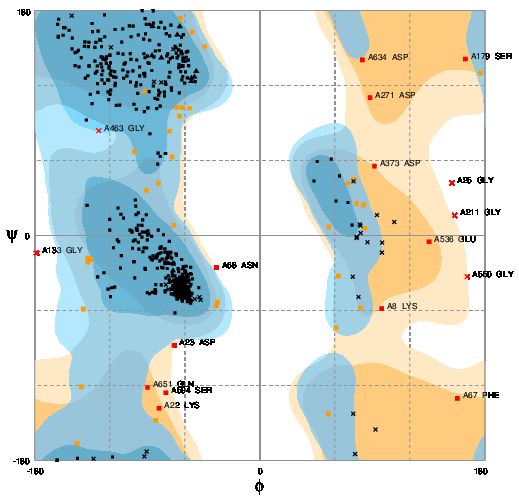 180
A634 ASP
A179 SER
A271 ASP
A463 GLY
A373 ASP
A25 GLY
A211 GLY
Ψ 0
A536 GLU
A133 GLY
A66 ASN
A550 GLY
A8 LYS
A23 ASP
A651 GLN
SER
A22 LYS
A67 PHE
-180
-180 0 180
Φ